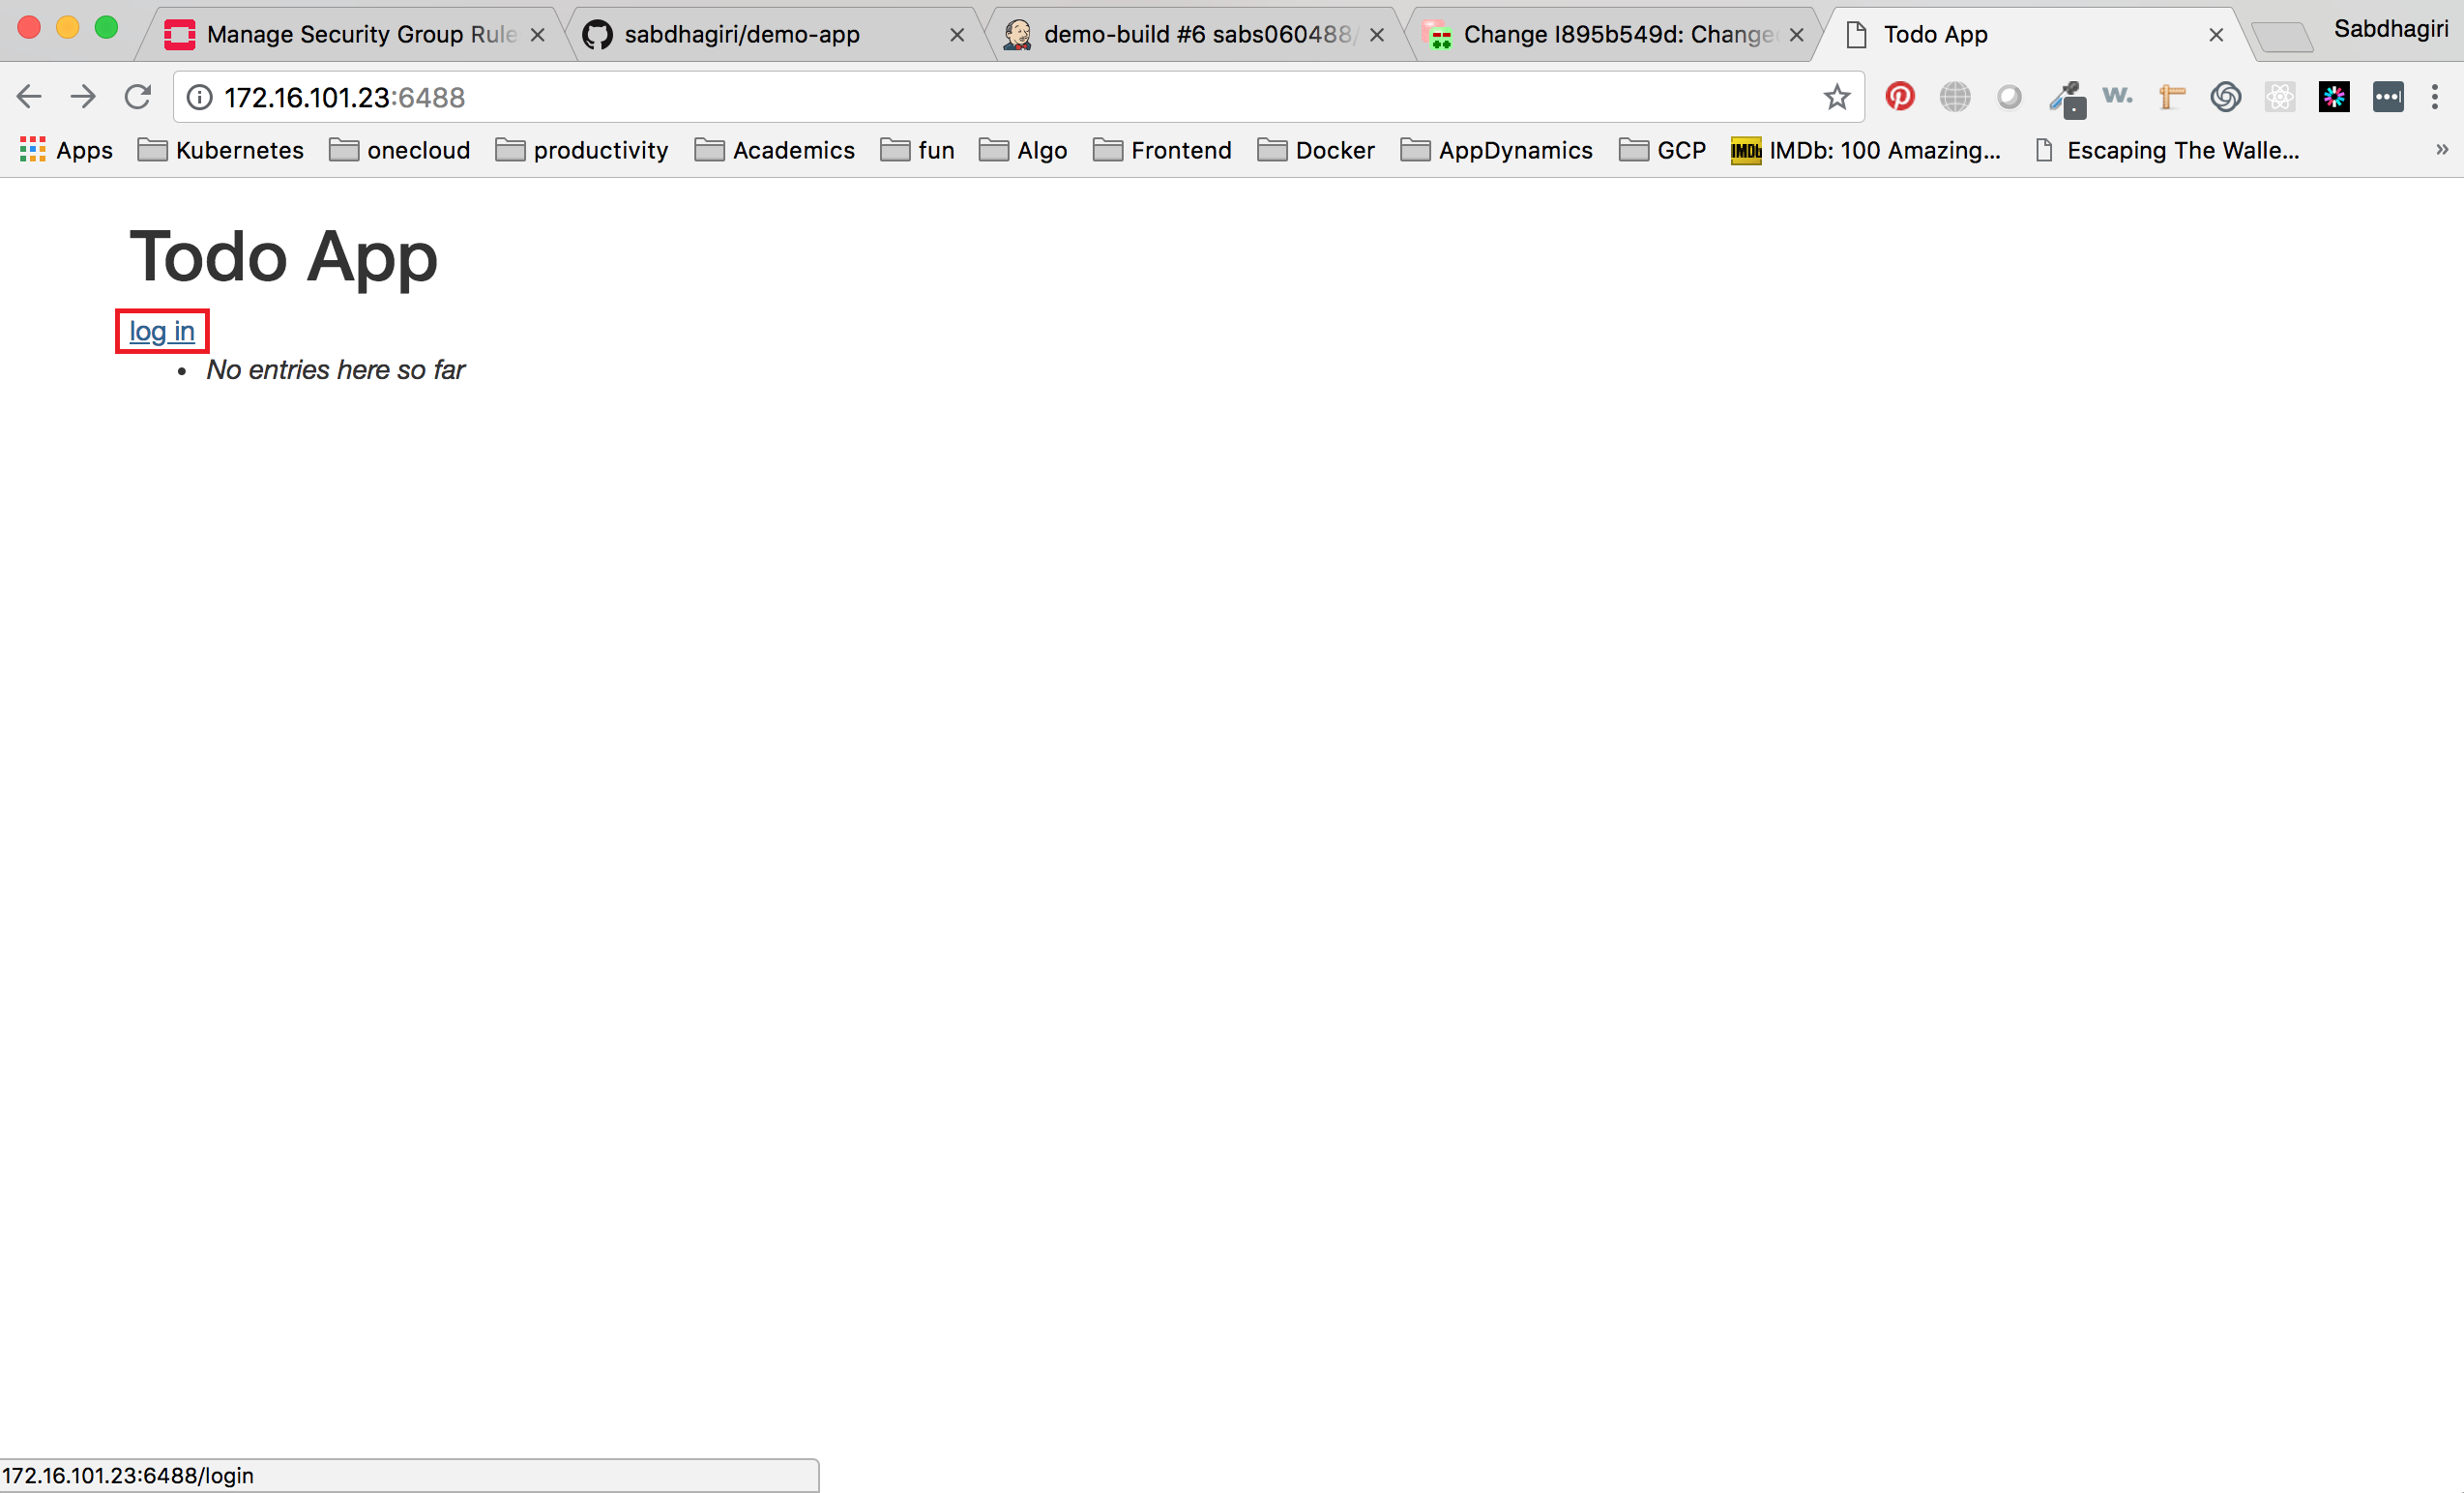 Manage Security Group Rule
sabdhagiri/demo-app
demo-build #6 sabs060488/
Change I895b549d: Change
Todo App
Sabdhagiri
172.16.101.23:6488
w.
Apps
Kubernetes
onecloud
productivity
Academics
fun
Algo
Frontend
Docker
AppDynamics
GCP
IMDb
IMDb: 100 Amazing...
Escaping The Walle...
»
Todo App
log in
• No entries here so far
172.16.101.23:6488/login